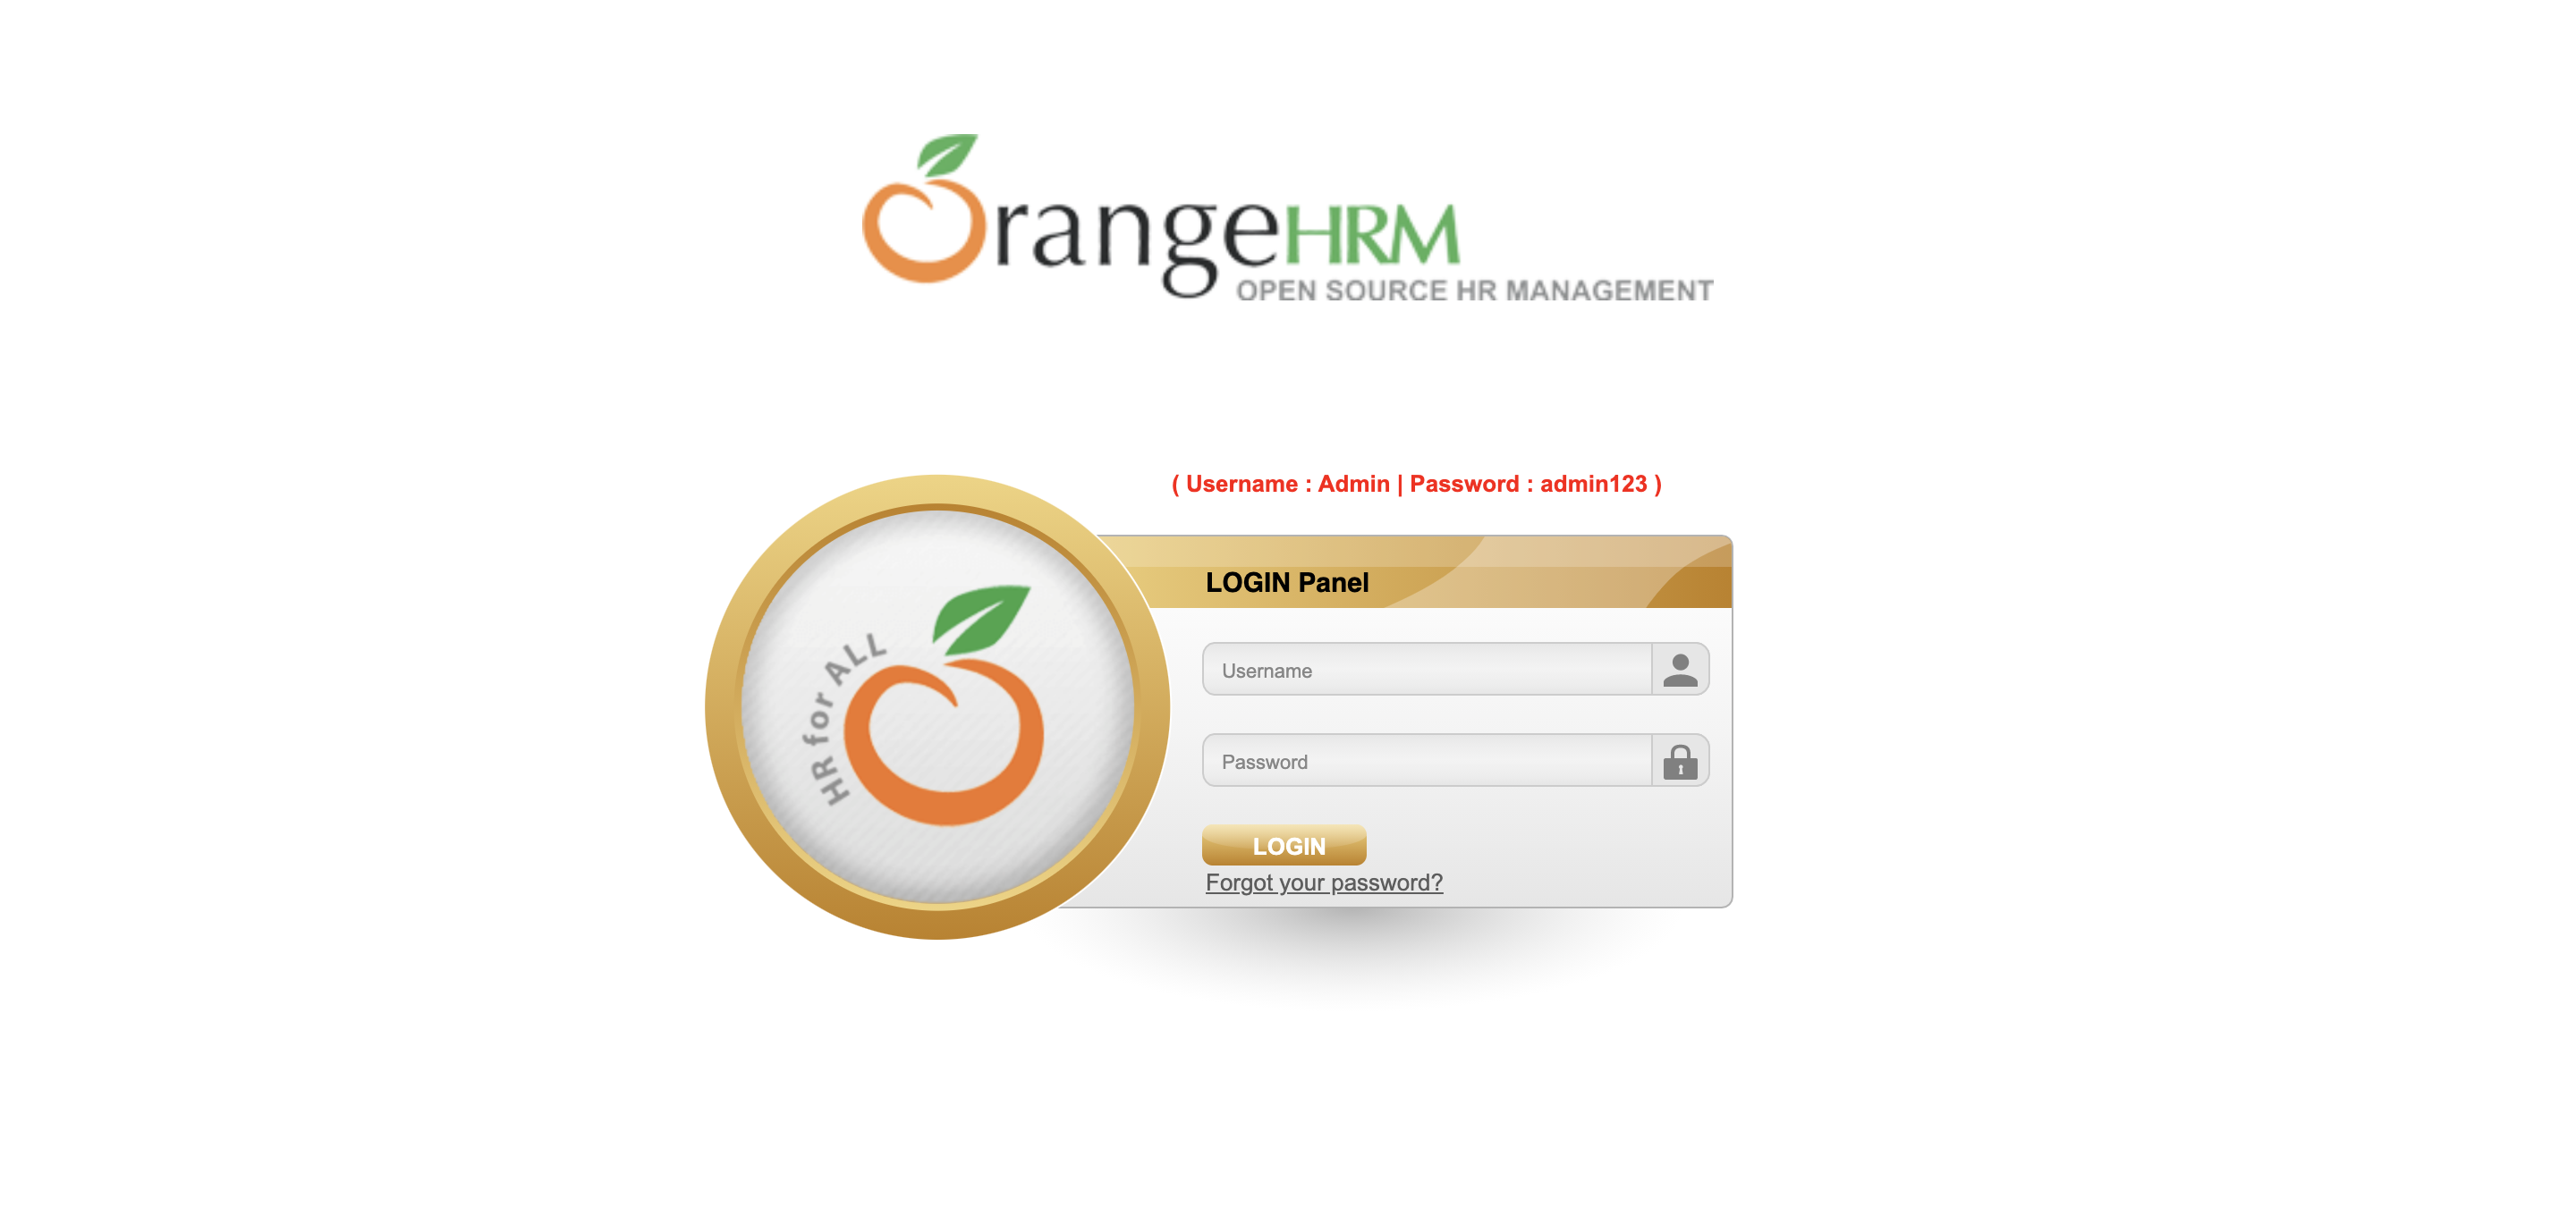 OrangeHRM
OPEN SOURCE HR MANAGEMENT
( Username : Admin | Password : admin123 )
HR for ALL
LOGIN Panel
Username
Password
LOGIN
Forgot your password?